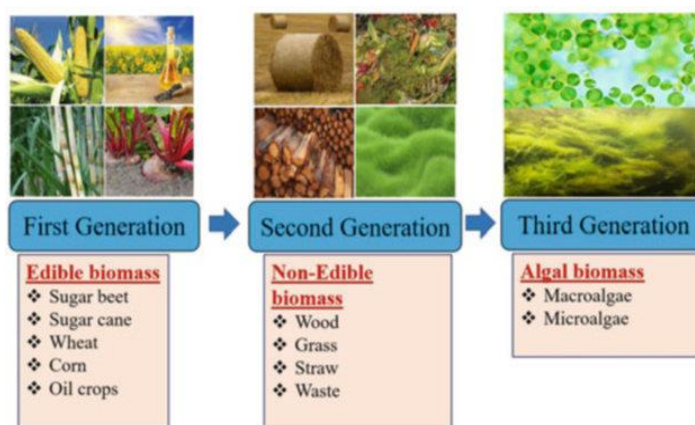 First Generation
Second Generation
Third Generation
Edible biomass
❖ Sugar beet
❖ Sugar cane
❖ Wheat
❖ Corn
❖ Oil crops
Non-Edible
biomass
❖ Wood
❖ Grass
❖ Straw
❖ Waste
Algal biomass
❖ Macroalgae
❖ Microalgae